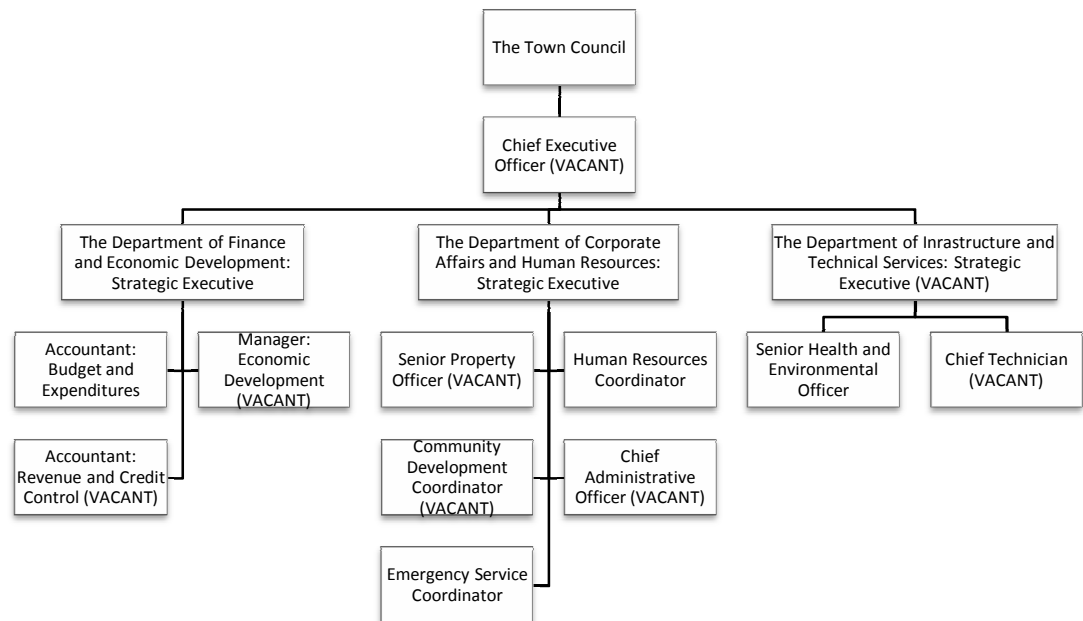 The Town Council
Chief Executive
Officer (VACANT)
The Department of Finance
and Economic Development:
Strategic Executive
The Department of Corporate
Affairs and Human Resources:
Strategic Executive
The Department of Inrastructure and
Technical Services: Strategic
Executive (VACANT)
Accountant:
Budget and
Expenditures
Manager:
Economic
Development
(VACANT)
Senior Property
Officer (VACANT)
Human Resources
Coordinator
Senior Health and
Environmental
Officer
Chief Technician
(VACANT)
Accountant:
Revenue and Credit
Control (VACANT)
Community
Development
Coordinator
(VACANT)
Chief
Administrative
Officer (VACANT)
Emergency Service
Coordinator